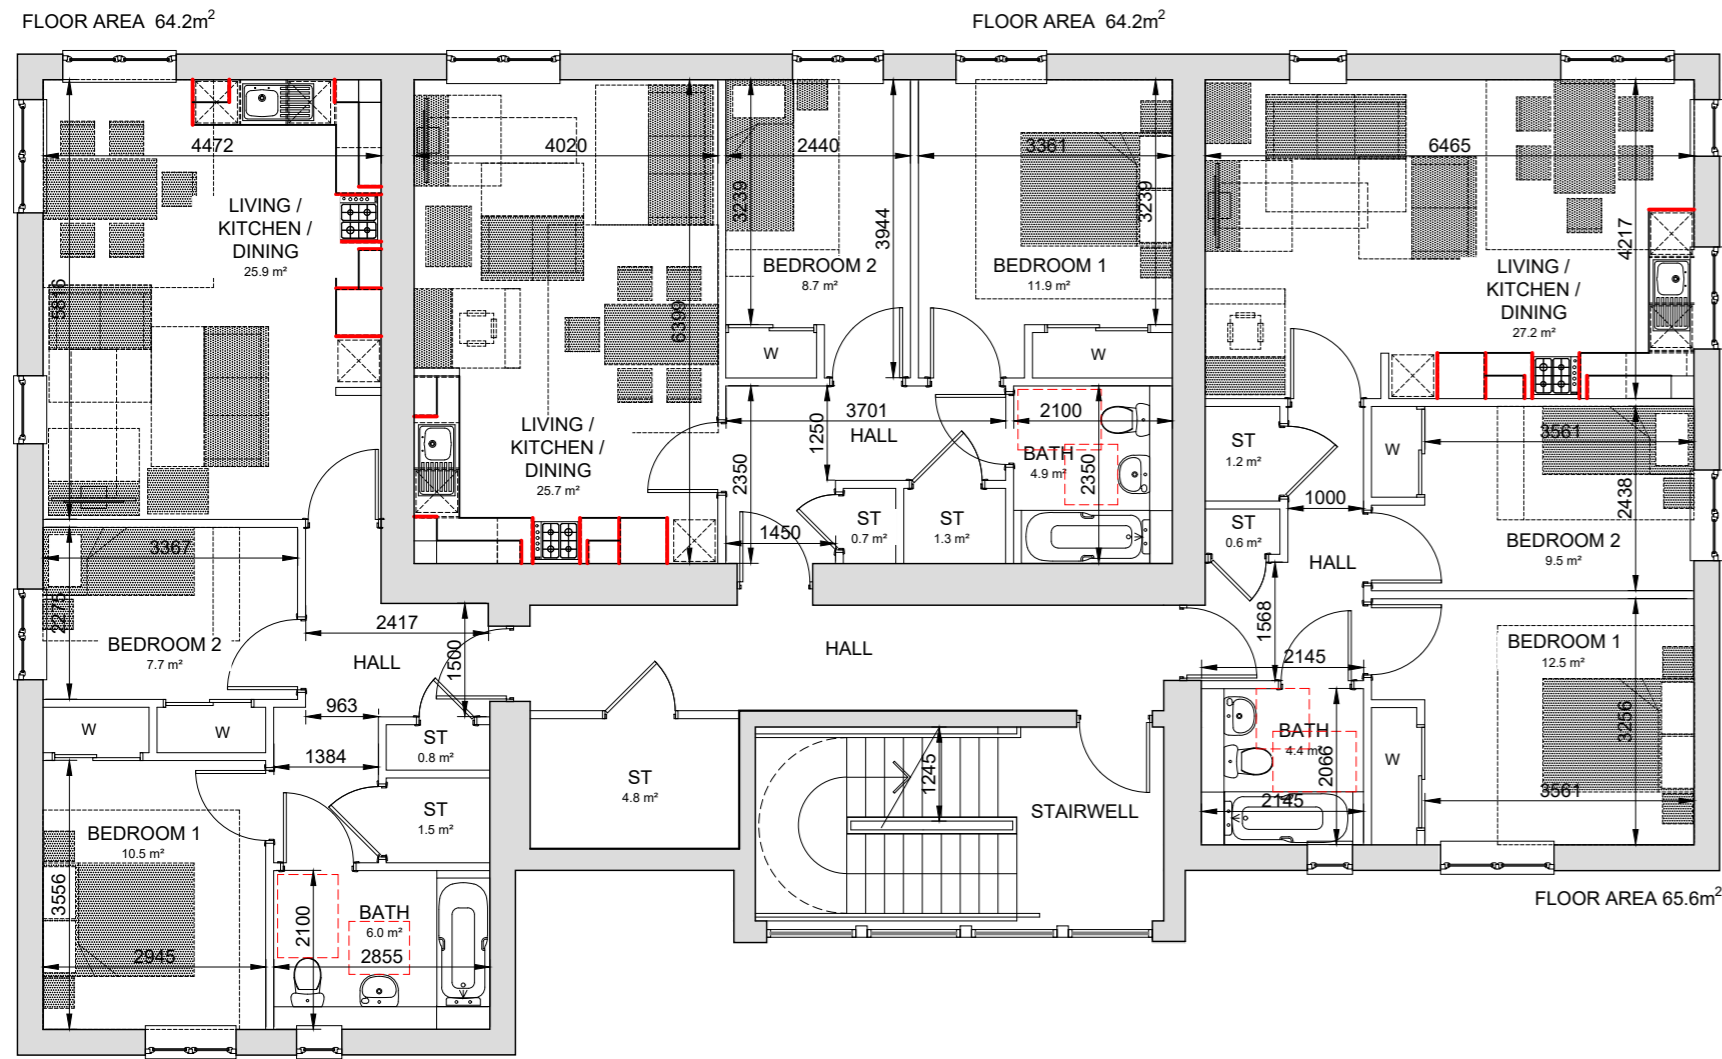 FLOOR AREA 64.2m²
FLOOR AREA 64.2m²
4472
LIVING /
KITCHEN /
DINING
25.9 m²
5816
4020
6399
LIVING /
KITCHEN /
DINING
25.7 m²
2440
3239
3944
BEDROOM 2
8.7 m²
W
3361
3239
BEDROOM 1
11.9 m²
W
6465
4217
LIVING /
KITCHEN /
DINING
27.2 m²
3701
1250
HALL
2350
1450
ST
0.7 m²
ST
1.3 m²
2100
BATH
4.9 m²
2350
ST
1.2 m²
1000
ST
0.6 m²
HALL
1568
2145
W
3561
2438
BEDROOM 2
9.5 m²
BEDROOM 1
12.5 m²
3256
3561
W
BATH
4.4 m²
2066
2145
3367
2275
BEDROOM 2
7.7 m²
2417
HALL
1500
963
1384
W
W
ST
0.8 m²
ST
1.5 m²
BEDROOM 1
10.5 m²
3556
2945
BATH
6.0 m²
2100
2855
HALL
ST
4.8 m²
1245
STAIRWELL
FLOOR AREA 65.6m²